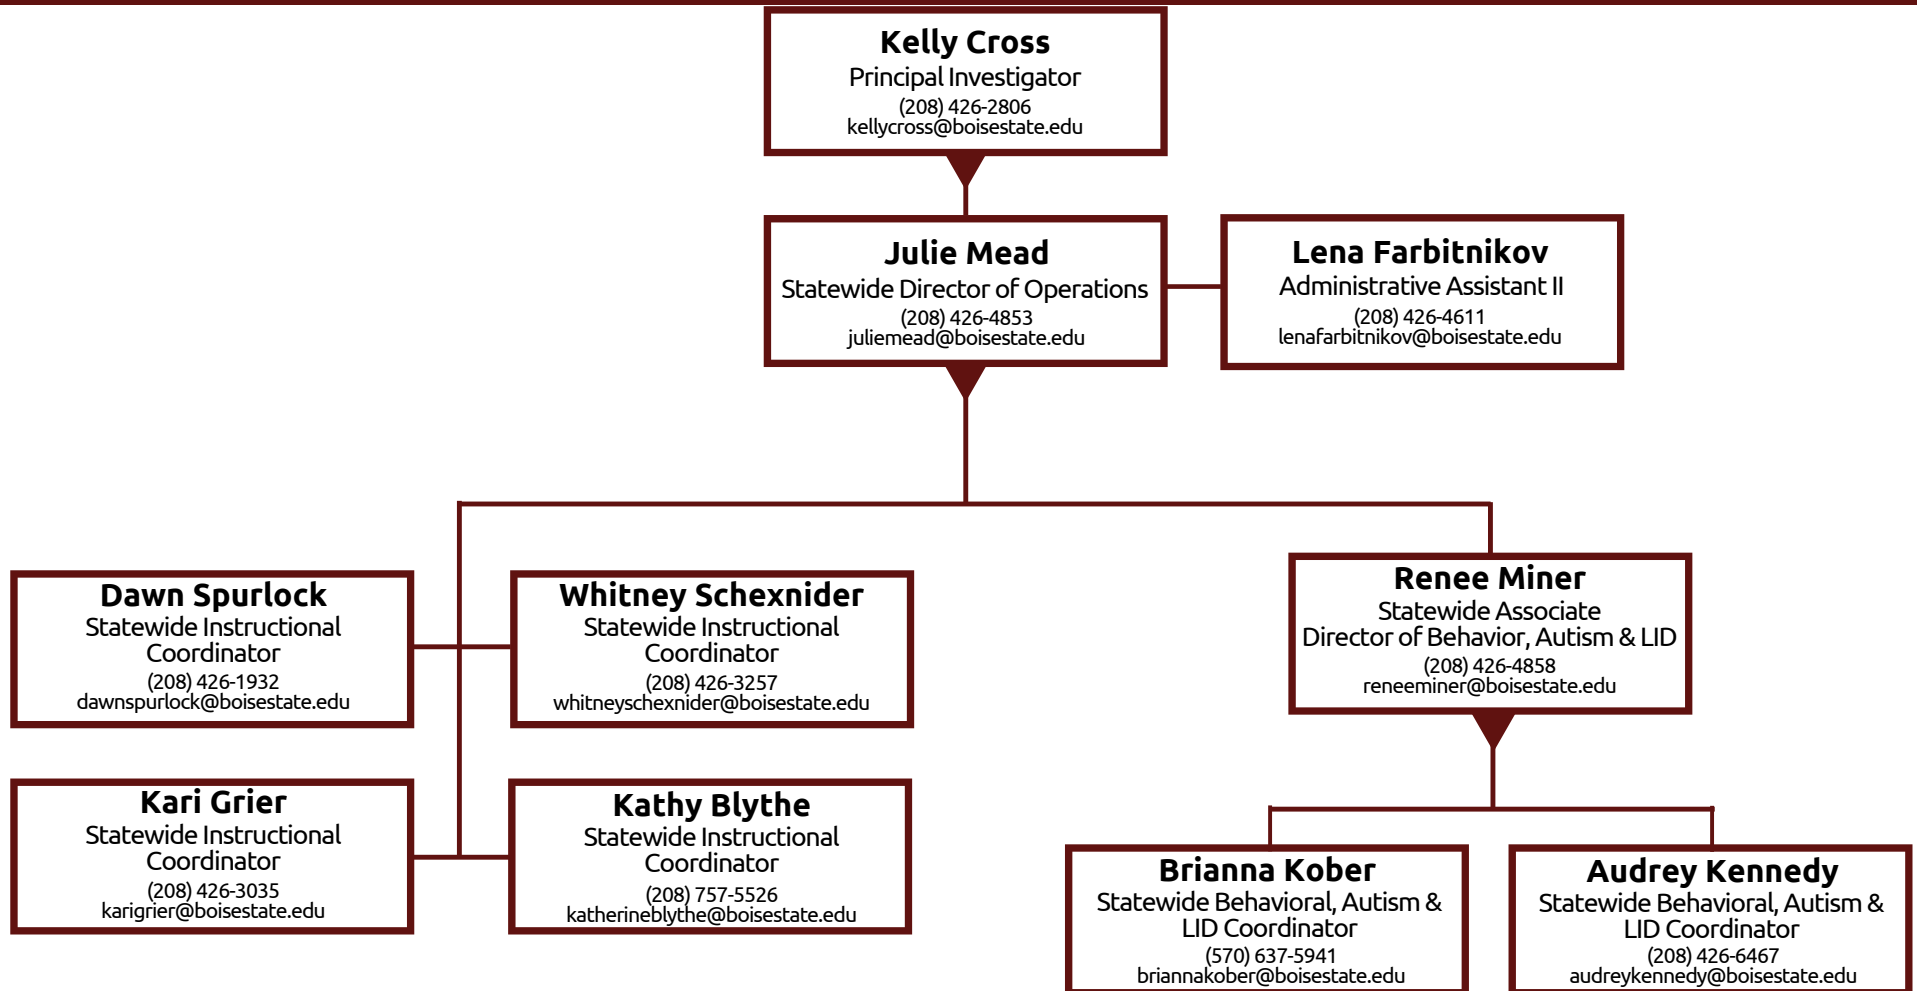 Kelly Cross
Principal Investigator
(208) 426-2806
kellycross@boisestate.edu
Julie Mead
Statewide Director of Operations
(208) 426-4853
juliemead@boisestate.edu
Lena Farbitnikov
Administrative Assistant II
(208) 426-4611
lenafarbitnikov@boisestate.edu
Dawn Spurlock
Statewide Instructional
Coordinator
(208) 426-1932
dawnspurlock@boisestate.edu
Whitney Schexnider
Statewide Instructional
Coordinator
(208) 426-3257
whitneyschexnider@boisestate.edu
Renee Miner
Statewide Associate
Director of Behavior, Autism & LID
(208) 426-4858
reneeminer@boisestate.edu
Kari Grier
Statewide Instructional
Coordinator
(208) 426-3035
karigrier@boisestate.edu
Kathy Blythe
Statewide Instructional
Coordinator
(208) 757-5526
katherineblythe@boisestate.edu
Brianna Kober
Statewide Behavioral, Autism &
LID Coordinator
(570) 637-5941
briannakober@boisestate.edu
Audrey Kennedy
Statewide Behavioral, Autism &
LID Coordinator
(208) 426-6467
audreykennedy@boisestate.edu